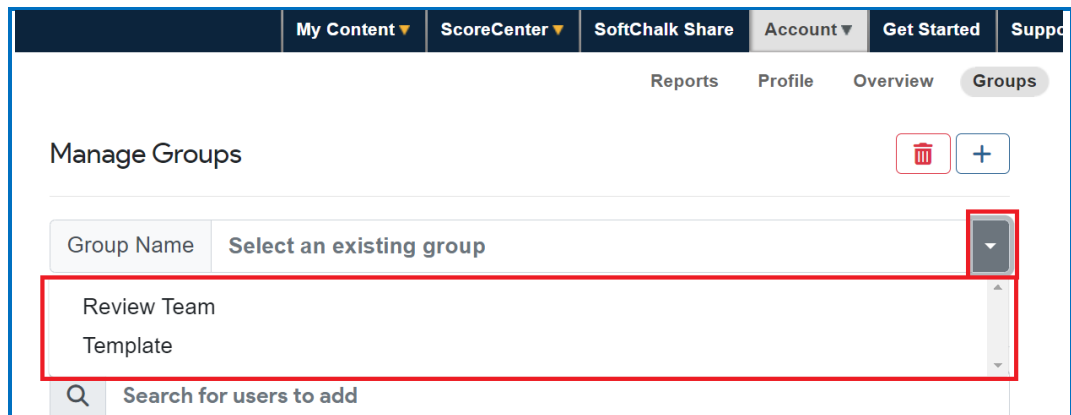 My Content ScoreCenter SoftChalk Share Account Get Started Suppo
Reports Profile Overview Groups
Manage Groups
Group Name Select an existing group
Review Team
Template
Search for users to add